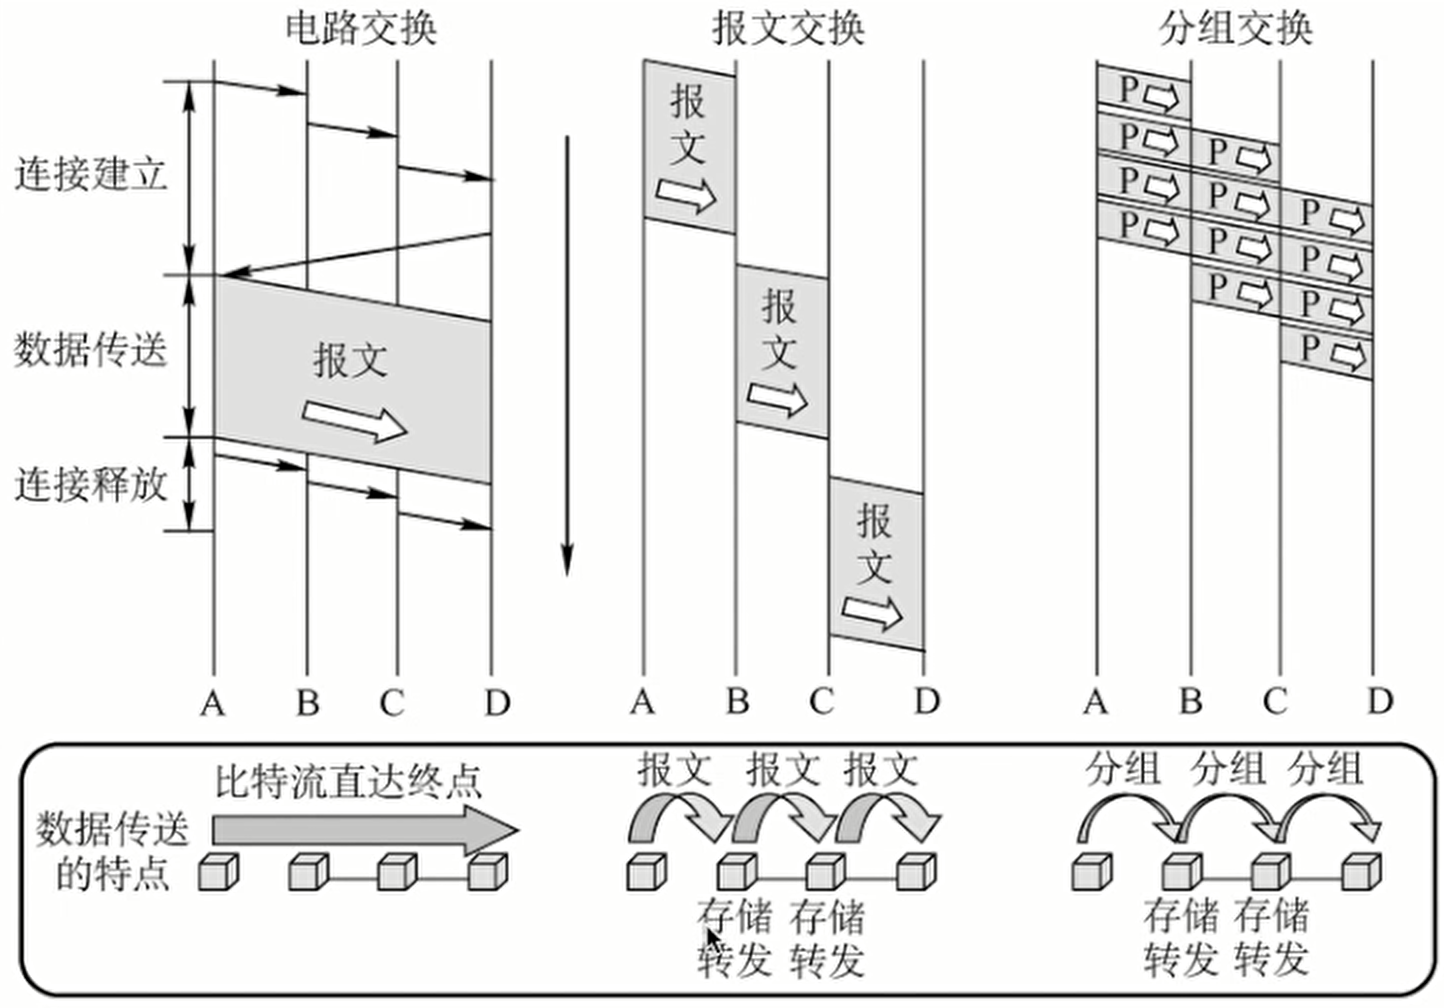 电路交换
报文交换
分组交换
连接建立
数据传送
连接释放
报文
A
B
C
D
报
文
报
文
报
文
A
B
C
D
P
P
P
P
P
P
P
P
P
P
P
P
A
B
C
D
数据传送
的特点
比特流直达终点
报文
报文
报文
存储
转发
存储
转发
分组
分组
分组
存储
转发
存储
转发